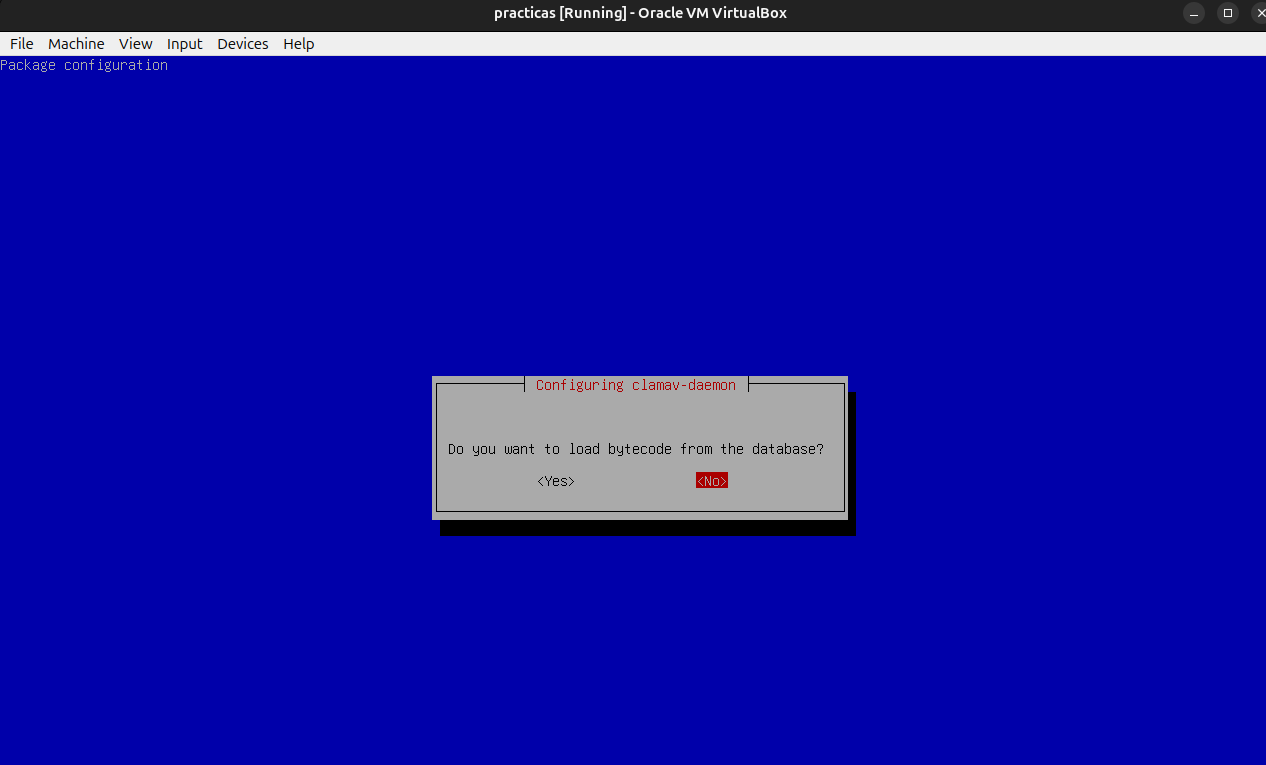 practicas [Running] - Oracle VM VirtualBox
File Machine View Input Devices Help
Package configuration
Configuring clamav-daemon
Do you want to load bytecode from the database?
<Yes> <No>